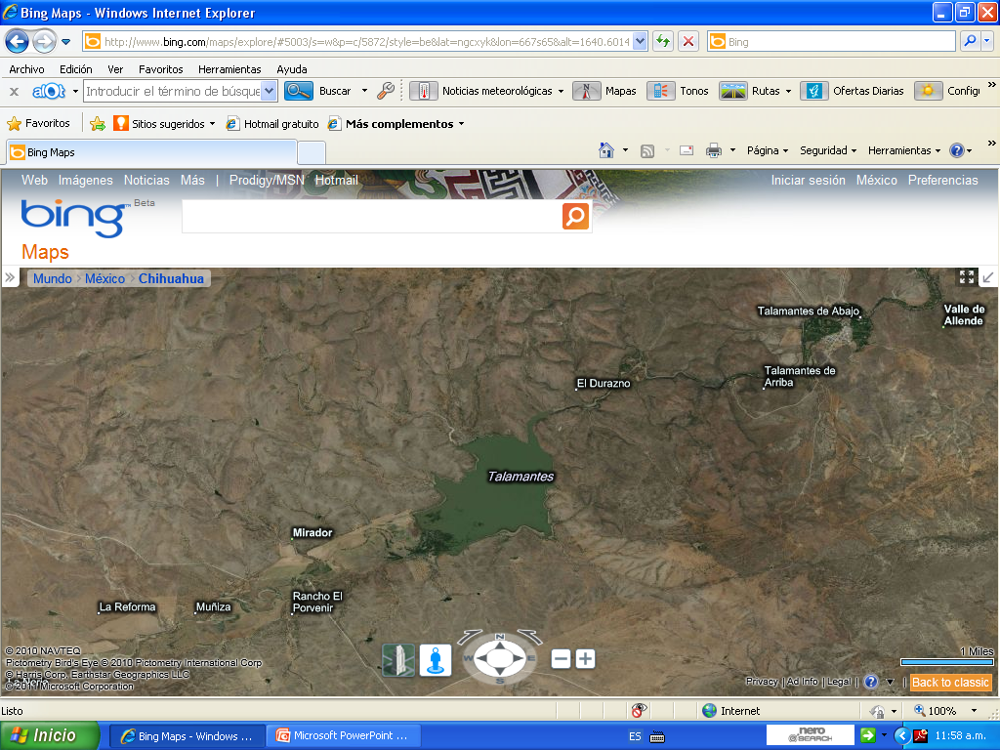 Bing Maps - Windows Internet Explorer
http://www.bing.com/maps/explore/#5003/s=w&p=c/5872/style=be&lat=ngcxyk&lon=667s65&alt=1640.6014
Bing
Archivo Edición Ver Favoritos Herramientas Ayuda
x alot Introducir el término de búsque Buscar Noticias meteorológicas Mapas Tonos Rutas Ofertas Diarias Configu »
Favoritos Sitios sugeridos Hotmail gratuito Más complementos
Bing Maps Página Seguridad Herramientas »
Web Imágenes Noticias Más | Prodigy/MSN Hotmail Iniciar sesión México Preferencias
bing™ Beta
Maps
» Mundo > México > Chihuahua
Talamantes de Abajo
Valle de
Allende
Talamantes de
Arriba
El Durazno
Talamantes
Mirador
Rancho El
Porvenir
La Reforma
Muñiza
N
W E
S
© 2010 NAVTEQ
Pictometry Bird's Eye © 2010 Pictometry International Corp
© Harris Corp, Earthstar Geographics LLC
© 2011 Microsoft Corporation
1 Miles
Privacy | Ad Info | Legal | ? | Back to classic
Listo Internet 100%
Inicio Bing Maps - Windows ... Microsoft PowerPoint ... ES nero SEARCH 11:58 a.m.